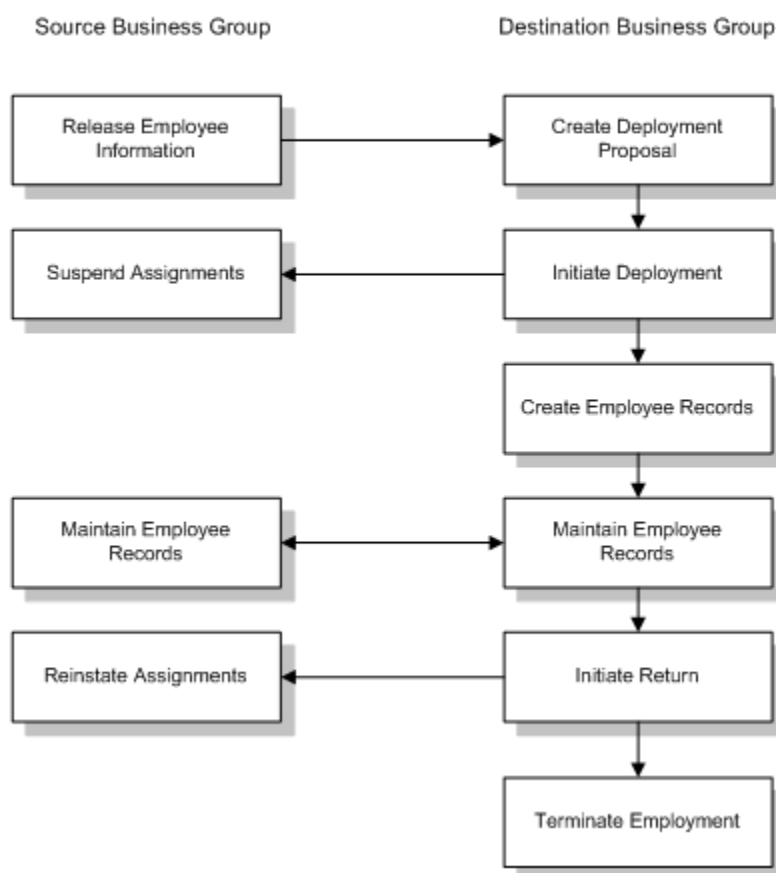 Source Business Group
Destination Business Group
Release Employee
Information
Create Deployment
Proposal
Suspend Assignments
Initiate Deployment
Create Employee Records
Maintain Employee
Records
Maintain Employee
Records
Reinstate Assignments
Initiate Return
Terminate Employment